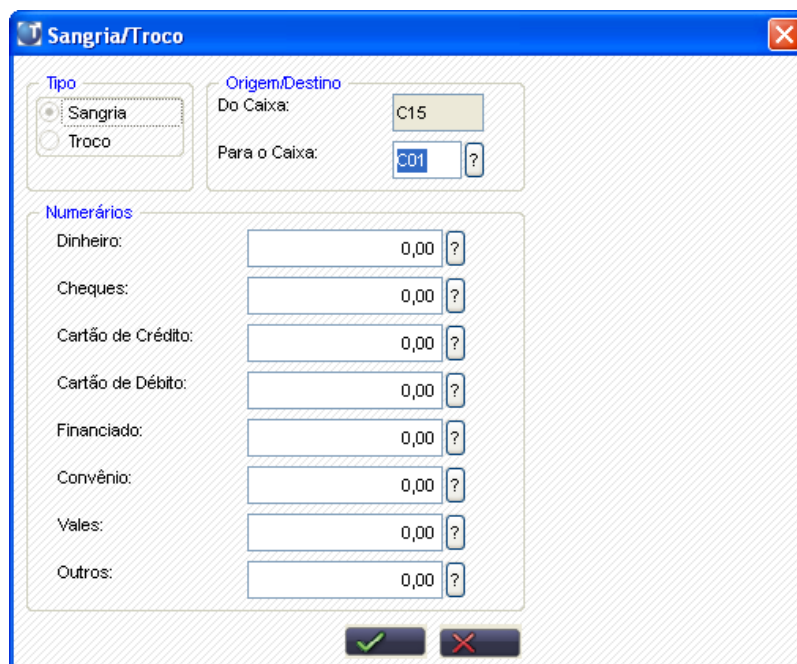 Sangria/Troco
Tipo
Sangria
Troco
Origem/Destino
Do Caixa: C15
Para o Caixa: C01 ?
Numerários
Dinheiro: 0,00 ?
Cheques: 0,00 ?
Cartão de Crédito: 0,00 ?
Cartão de Débito: 0,00 ?
Financiado: 0,00 ?
Convênio: 0,00 ?
Vales: 0,00 ?
Outros: 0,00 ?